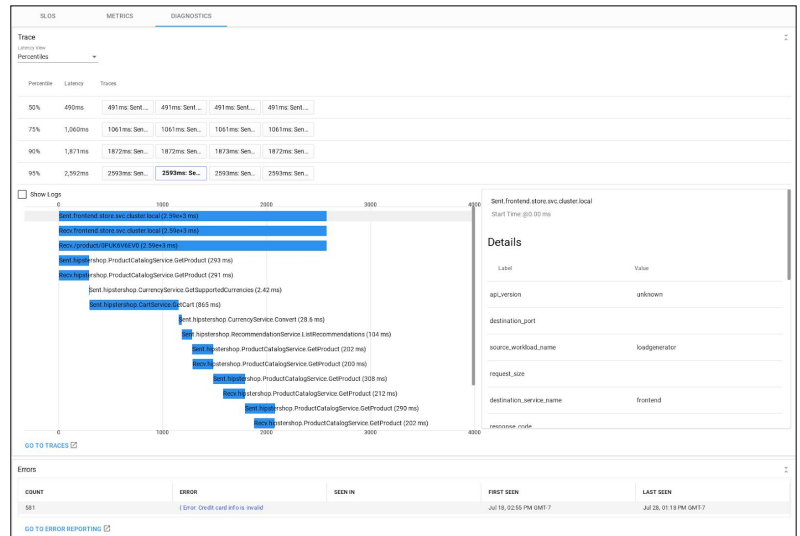 SLOS METRICS DIAGNOSTICS
Trace
Latency View
Percentiles
Percentile Latency Traces
50% 490ms 491ms: Sent.... 491ms: Sent.... 491ms: Sent.... 491ms: Sent....
75% 1,060ms 1061ms: Sen... 1061ms: Sen... 1061ms: Sen... 1061ms: Sen...
90% 1,871ms 1872ms: Sen... 1872ms: Sen... 1873ms: Sen... 1872ms: Sen...
95% 2,592ms 2593ms: Sen... 2593ms: Se... 2593ms: Sen... 2593ms: Sen...
Show Logs
0 1000 2000 3000 4000
Sent.frontend.store.svc.cluster.local (2.59e+3 ms)
Recv.frontend.store.svc.cluster.local (2.59e+3 ms)
Recv./product/0PUK6V6EV0 (2.59e+3 ms)
Sent.hipstershop.ProductCatalogService.GetProduct (293 ms)
Recv.hipstershop.ProductCatalogService.GetProduct (291 ms)
Sent.hipstershop.CurrencyService.GetSupportedCurrencies (2.42 ms)
Sent.hipstershop.CartService.GetCart (865 ms)
Sent.hipstershop.CurrencyService.Convert (28.6 ms)
Sent.hipstershop.RecommendationService.ListRecommendations (104 ms)
Sent.hipstershop.ProductCatalogService.GetProduct (202 ms)
Recv.hipstershop.ProductCatalogService.GetProduct (200 ms)
Sent.hipstershop.ProductCatalogService.GetProduct (308 ms)
Recv.hipstershop.ProductCatalogService.GetProduct (212 ms)
Sent.hipstershop.ProductCatalogService.GetProduct (290 ms)
Recv.hipstershop.ProductCatalogService.GetProduct (202 ms)
0 1000 2000 3000 4000
GO TO TRACES
Sent.frontend.store.svc.cluster.local
Start Time: @0.00 ms
Details
Label Value
api_version unknown
destination_port
source_workload_name loadgenerator
request_size
destination_service_name frontend
response_code
Errors
COUNT ERROR SEEN IN FIRST SEEN LAST SEEN
581 ( Error: Credit card info is invalid Jul 18, 02:55 PM GMT-7 Jul 28, 01:18 PM GMT-7
GO TO ERROR REPORTING